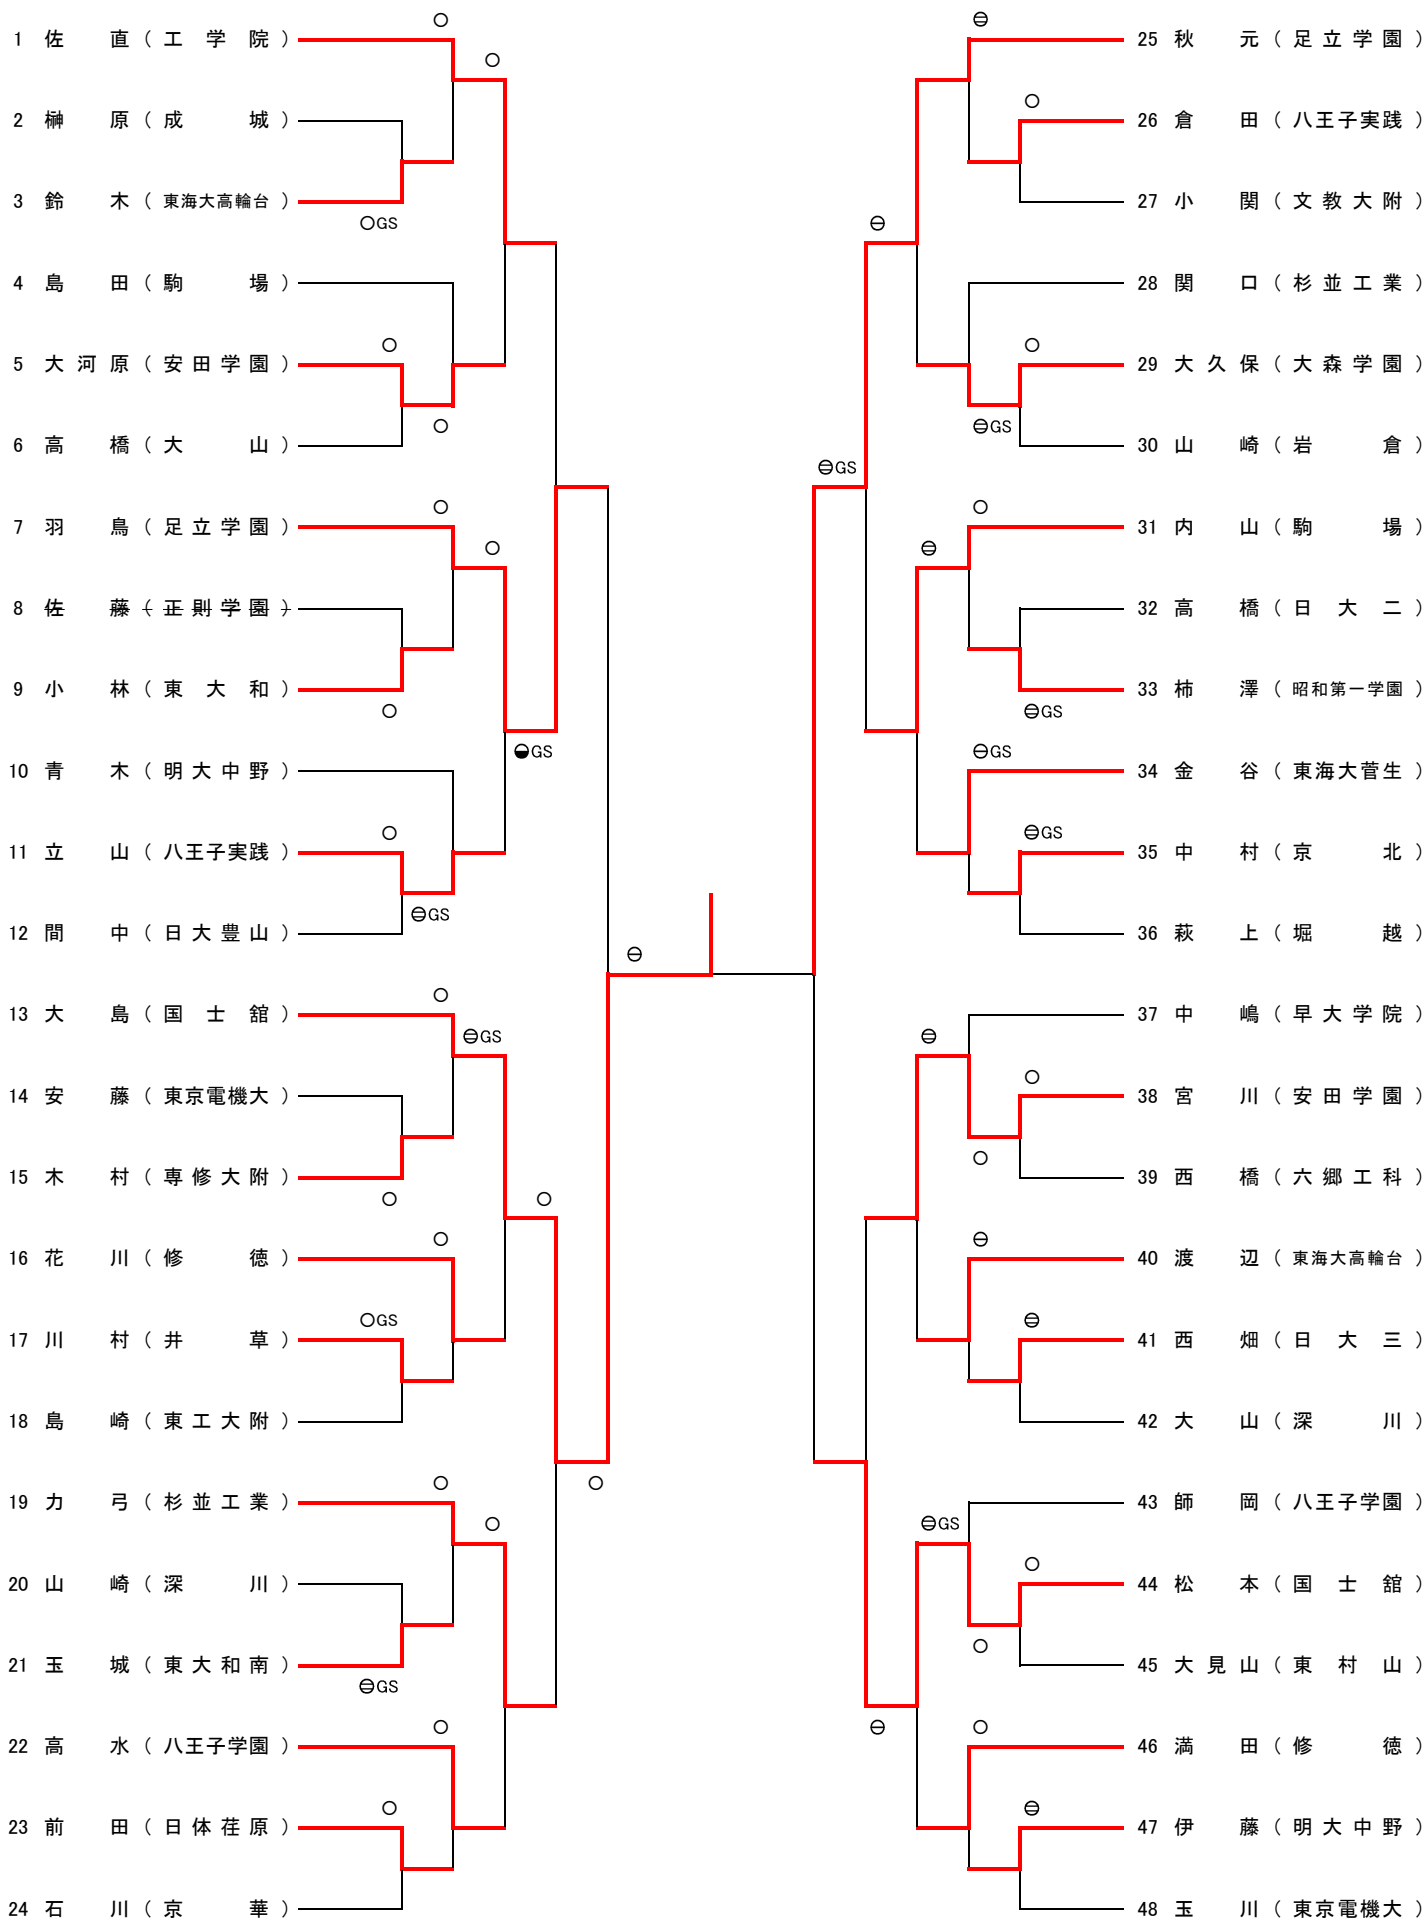 1 佐 直 ( 工 学 院 )
2 榊 原 ( 成 城 )
3 鈴 木 ( 東海大高輪台 )
○GS
4 島 田 ( 駒 場 )
5 大 河 原 ( 安 田 学 園 )
6 高 橋 ( 大 山 )
7 羽 鳥 ( 足 立 学 園 )
8 佐 藤 ( 正 則 学 園 )
9 小 林 ( 東 大 和 )
GS
10 青 木 ( 明 大 中 野 )
11 立 山 ( 八王子実践 )
GS
12 間 中 ( 日 大 豊 山 )
13 大 島 ( 国 士 舘 )
GS
14 安 藤 ( 東京電機大 )
15 木 村 ( 専 修 大 附 )
16 花 川 ( 修 徳 )
○GS
17 川 村 ( 井 草 )
18 島 崎 ( 東 工 大 附 )
19 力 弓 ( 杉 並 工 業 )
20 山 崎 ( 深 川 )
21 玉 城 ( 東 大 和 南 )
GS
22 高 水 ( 八王子学園 )
23 前 田 ( 日 体 荏 原 )
24 石 川 ( 京 華 )
25 秋 元 ( 足 立 学 園 )
26 倉 田 ( 八王子実践 )
27 小 関 ( 文 教 大 附 )
28 関 口 ( 杉 並 工 業 )
29 大 久 保 ( 大 森 学 園 )
GS
30 山 崎 ( 岩 倉 )
GS
31 内 山 ( 駒 場 )
32 高 橋 ( 日 大 二 )
33 柿 澤 ( 昭和第一学園 )
GS
GS
34 金 谷 ( 東海大菅生 )
GS
35 中 村 ( 京 北 )
36 萩 上 ( 堀 越 )
37 中 嶋 ( 早 大 学 院 )
38 宮 川 ( 安 田 学 園 )
39 西 橋 ( 六 郷 工 科 )
40 渡 辺 ( 東海大高輪台 )
41 西 畑 ( 日 大 三 )
42 大 山 ( 深 川 )
43 師 岡 ( 八王子学園 )
GS
44 松 本 ( 国 士 舘 )
45 大 見 山 ( 東 村 山 )
46 満 田 ( 修 徳 )
47 伊 藤 ( 明 大 中 野 )
48 玉 川 ( 東京電機大 )